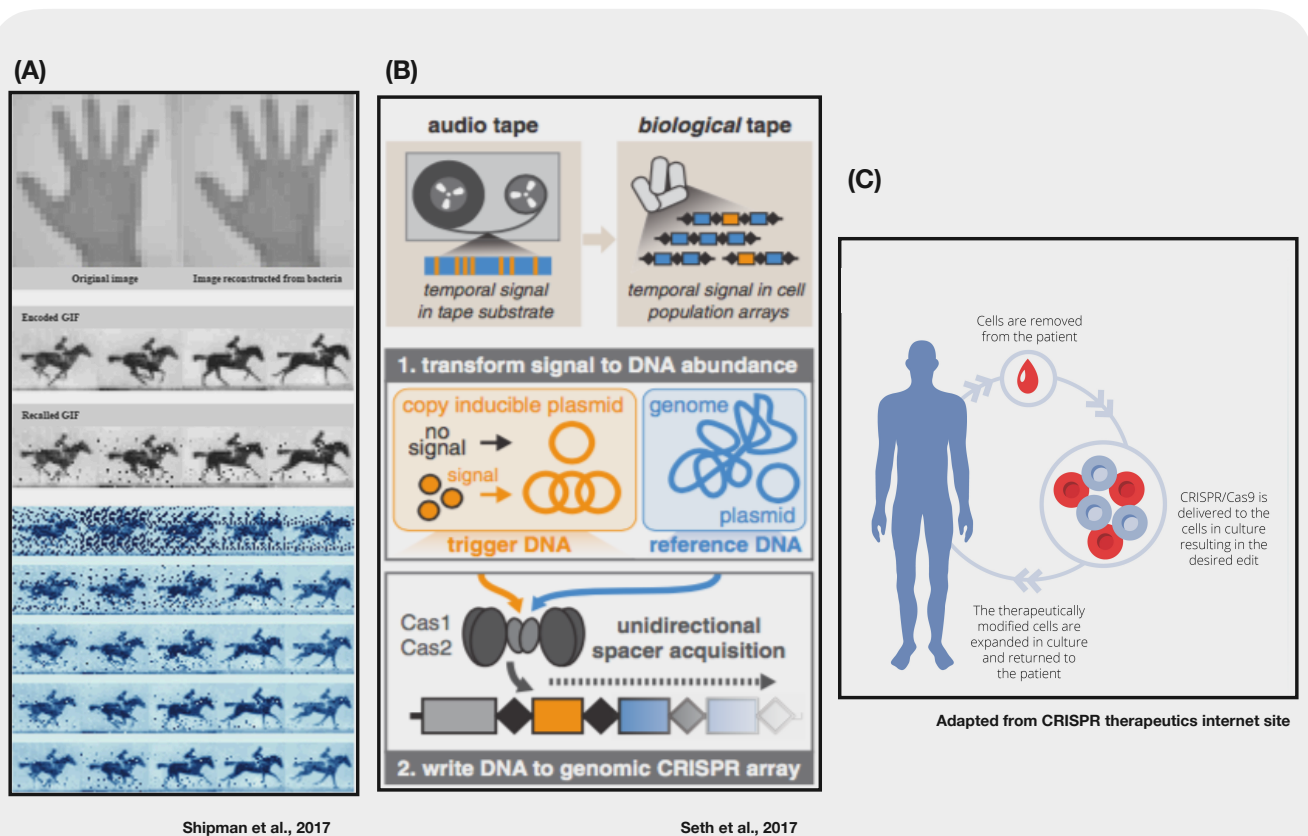 (A)
Original image
Image reconstructed from bacteria
Encoded GIF
Recalled GIF
Shipman et al., 2017
(B)
audio tape
biological tape
temporal signal
in tape substrate
temporal signal in cell
population arrays
1. transform signal to DNA abundance
copy inducible plasmid
no
signal
signal
trigger DNA
genome
plasmid
reference DNA
Cas1
Cas2
unidirectional
spacer acquisition
2. write DNA to genomic CRISPR array
Seth et al., 2017
(C)
Cells are removed
from the patient
CRISPR/Cas9 is
delivered to the
cells in culture
resulting in the
desired edit
The therapeutically
modified cells are
expanded in culture
and returned to
the patient
Adapted from CRISPR therapeutics internet site